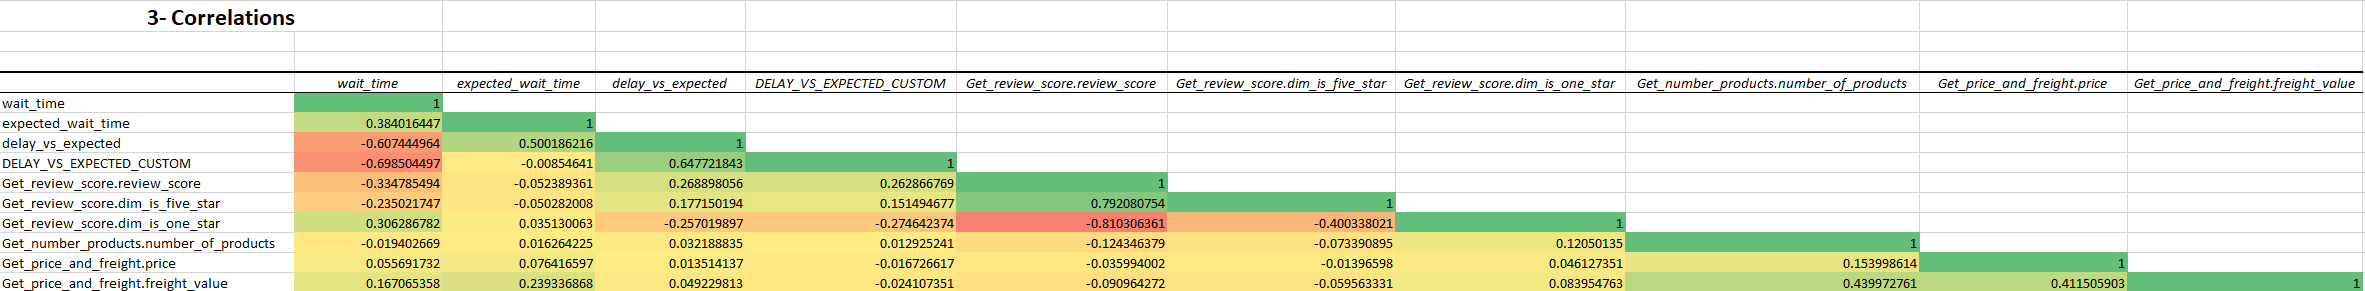 3- Correlations
wait_time expected_wait_time delay_vs_expected DELAY_VS_EXPECTED_CUSTOM Get_review_score.review_score Get_review_score.dim_is_five_star Get_review_score.dim_is_one_star Get_number_products.number_of_products Get_price_and_freight.price Get_price_and_freight.freight_value
wait_time 1
expected_wait_time 0.384016447 1
delay_vs_expected -0.607444964 0.500186216 1
DELAY_VS_EXPECTED_CUSTOM -0.698504497 -0.00854641 0.647721843 1
Get_review_score.review_score -0.334785494 -0.052389361 0.268898056 0.262866769 1
Get_review_score.dim_is_five_star -0.235021747 -0.050282008 0.177150194 0.151494677 0.792080754 1
Get_review_score.dim_is_one_star 0.306286782 0.035130063 -0.257019897 -0.274642374 -0.810306361 -0.400338021 1
Get_number_products.number_of_products -0.019402669 0.016264225 0.032188835 0.012925241 -0.124346379 -0.073390895 0.12050135 1
Get_price_and_freight.price 0.055691732 0.076416597 0.013514137 -0.016726617 -0.035994002 -0.01396598 0.046127351 0.153998614 1
Get_price_and_freight.freight_value 0.167065358 0.239336868 0.049229813 -0.024107351 -0.090964272 -0.059563331 0.083954763 0.439972761 0.411505903 1